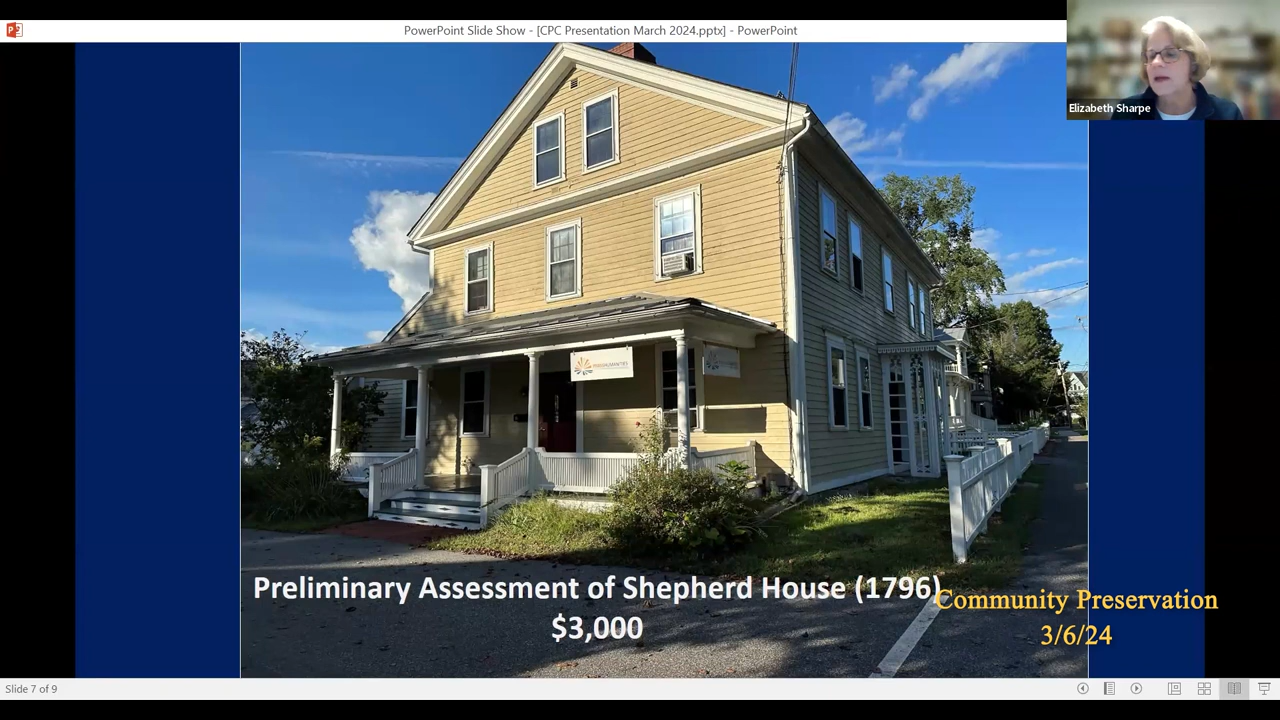 PowerPoint Slide Show - [CPC Presentation March 2024.pptx] - PowerPoint
Elizabeth Sharpe
Preliminary Assessment of Shepherd House (1796)
$3,000
Community Preservation
3/6/24
Slide 7 of 9